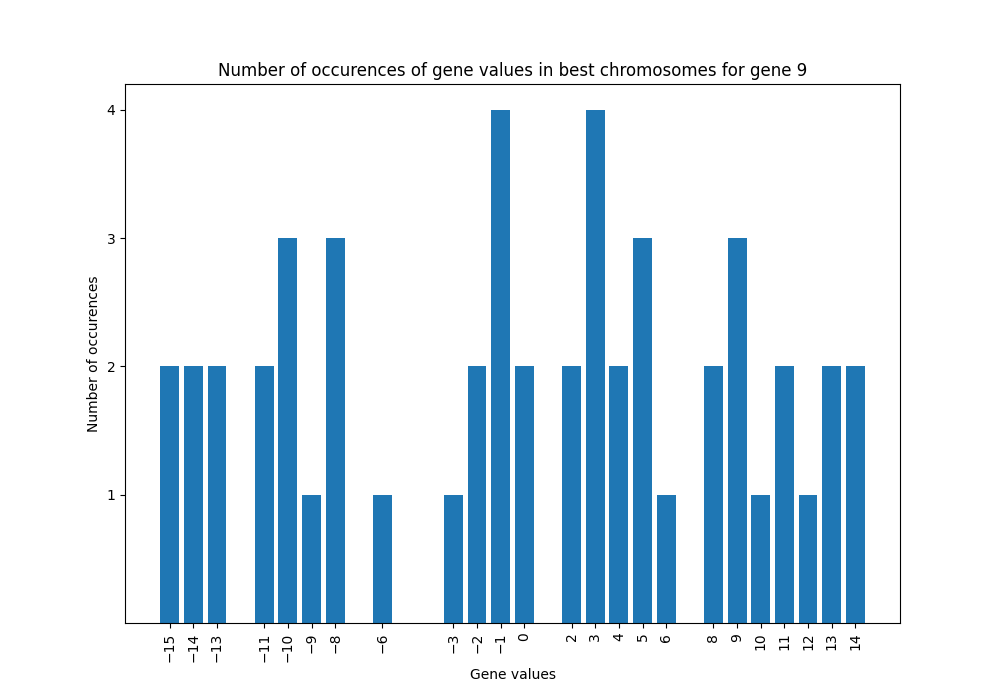 Number of occurences of gene values in best chromosomes for gene 9
4
3
2
1
Number of occurences
−15 −14 −13 −11 −10 −9 −8 −6 −3 −2 −1 0 2 3 4 5 6 8 9 10 11 12 13 14
Gene values